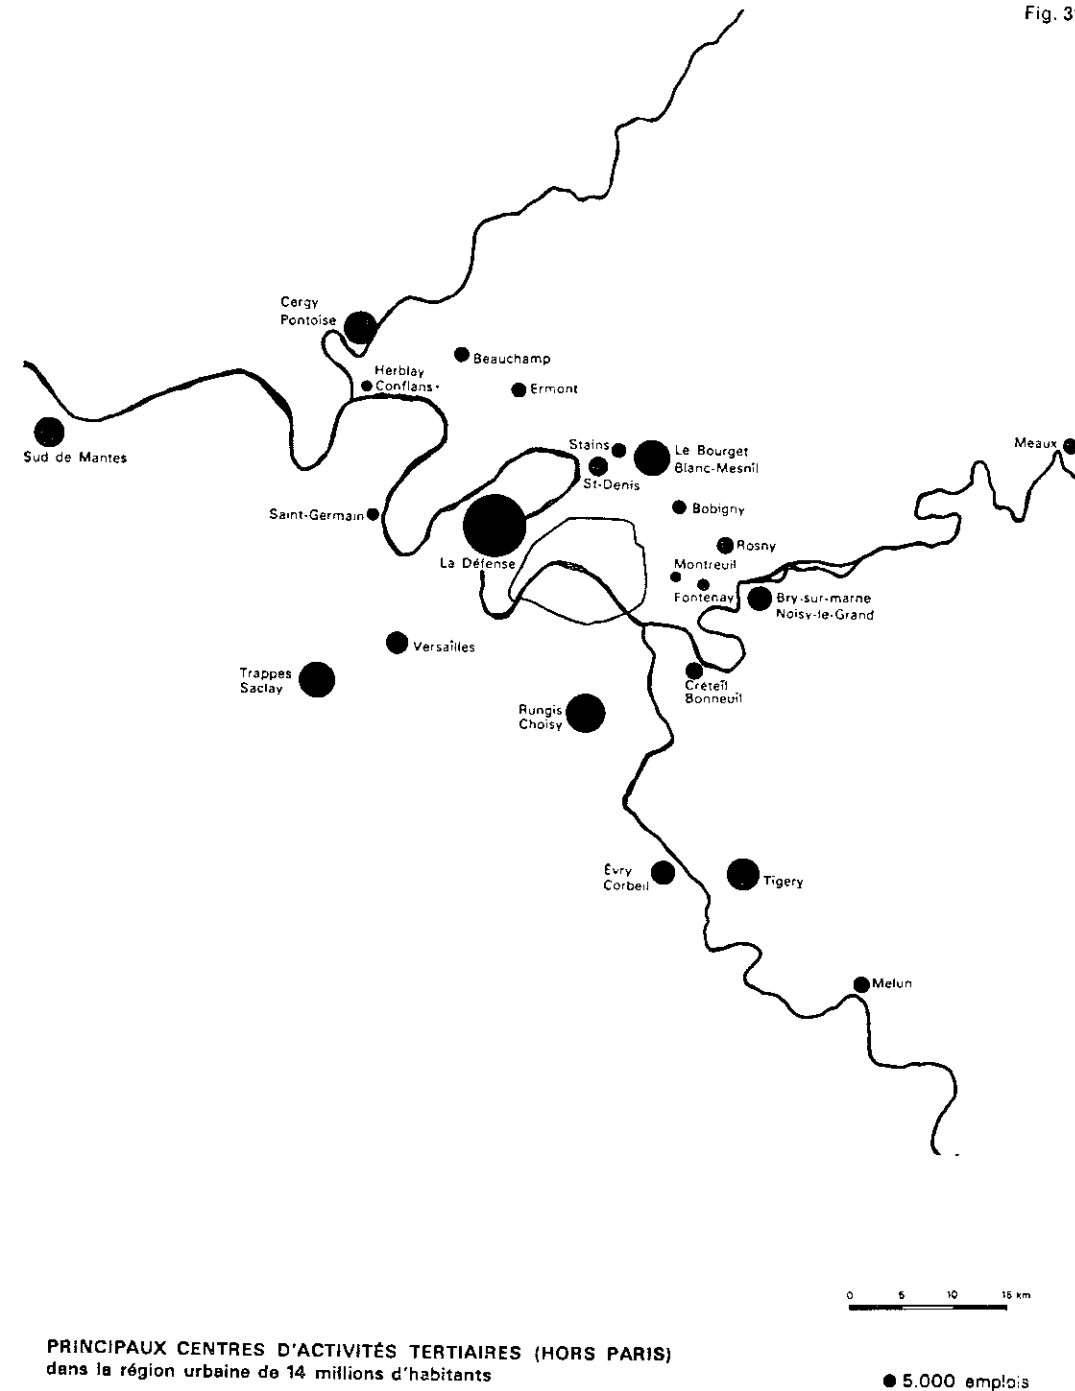 Fig. 3
Cergy
Pontoise
Beauchamp
Herblay
Conflans
Ermont
Sud de Mantes
Stains
Le Bourget
Blanc-Mesnil
St-Denis
Meaux
Saint-Germain
Bobigny
La Défense
Rosny
Montreuil
Fontenay
Bry-sur-marne
Noisy-le-Grand
Versailles
Trappes
Saclay
Créteil
Bonneuil
Rungis
Choisy
Évry
Corbeil
Tigery
Melun
0 5 10 15 km
PRINCIPAUX CENTRES D'ACTIVITÉS TERTIAIRES (HORS PARIS)
dans la région urbaine de 14 millions d'habitants
5.000 emplois